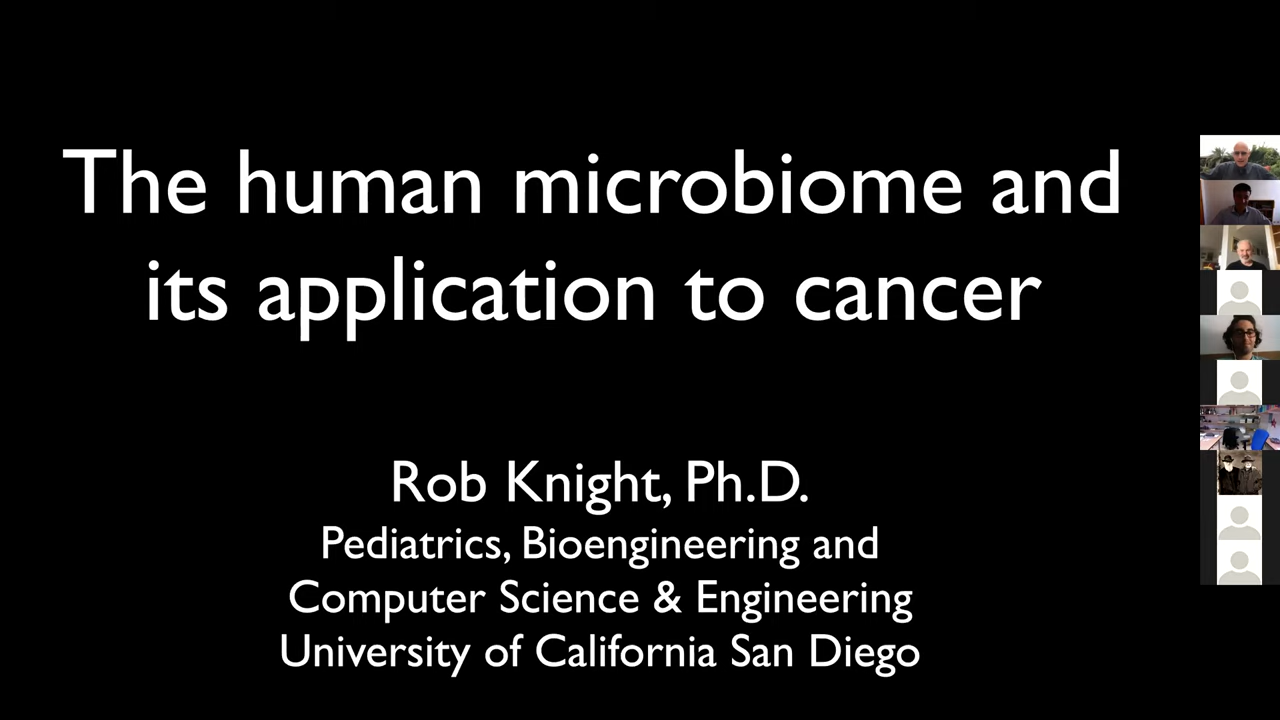 The human microbiome and
its application to cancer
Rob Knight, Ph.D.
Pediatrics, Bioengineering and
Computer Science & Engineering
University of California San Diego